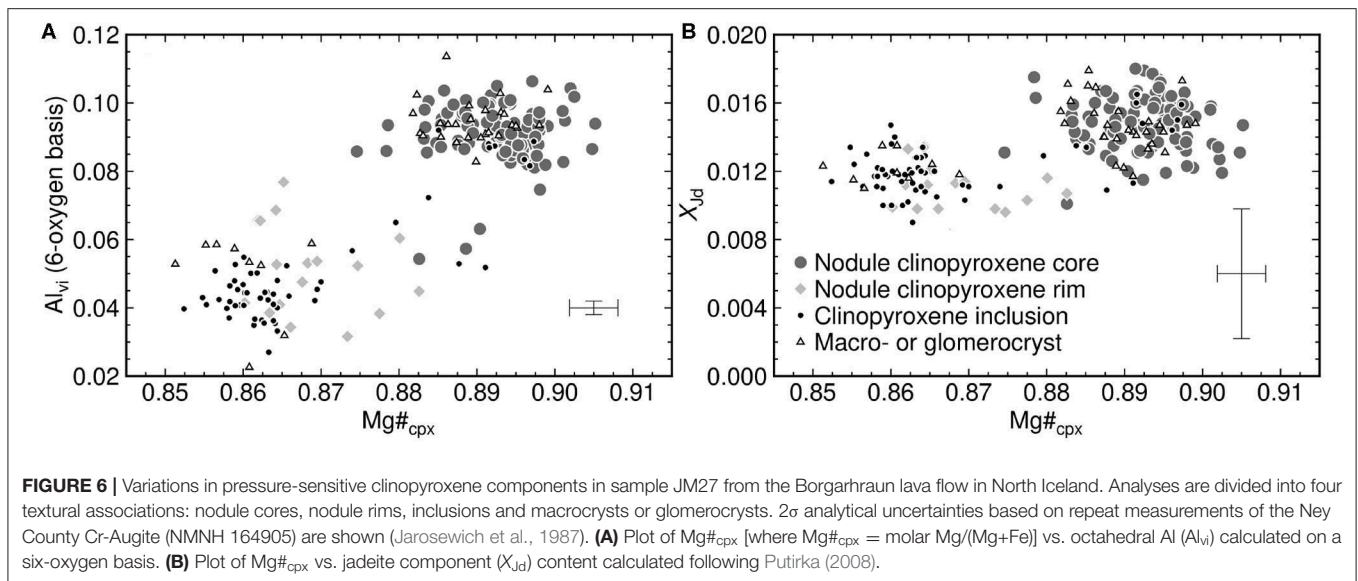 A
B
0.12
0.10
0.08
0.06
0.04
0.02
Al_vi (6-oxygen basis)
0.85 0.86 0.87 0.88 0.89 0.90 0.91
Mg#_cpx
0.020
0.016
0.012
0.008
0.004
0.000
X_Jd
Nodule clinopyroxene core
Nodule clinopyroxene rim
Clinopyroxene inclusion
Macro- or glomerocryst
0.85 0.86 0.87 0.88 0.89 0.90 0.91
Mg#_cpx
FIGURE 6 | Variations in pressure-sensitive clinopyroxene components in sample JM27 from the Borgarhraun lava flow in North Iceland. Analyses are divided into four
textural associations: nodule cores, nodule rims, inclusions and macrocrysts or glomerocrysts. 2σ analytical uncertainties based on repeat measurements of the Ney
County Cr-Augite (NMNH 164905) are shown (Jarosewich et al., 1987). (A) Plot of Mg#_cpx [where Mg#_cpx = molar Mg/(Mg+Fe)] vs. octahedral Al (Al_vi) calculated on a
six-oxygen basis. (B) Plot of Mg#_cpx vs. jadeite component (X_Jd) content calculated following Putirka (2008).